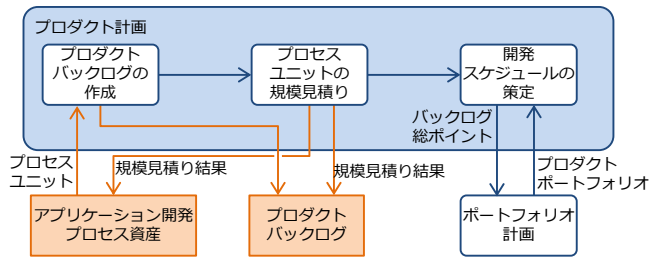 プロダクト計画
プロダクト
バックログの
作成
プロセス
ユニットの
規模見積り
開発
スケジュールの
策定
バックログ
総ポイント
プロセス
ユニット
規模見積り結果
規模見積り結果
プロダクト
ポートフォリオ
アプリケーション開発
プロセス資産
プロダクト
バックログ
ポートフォリオ
計画